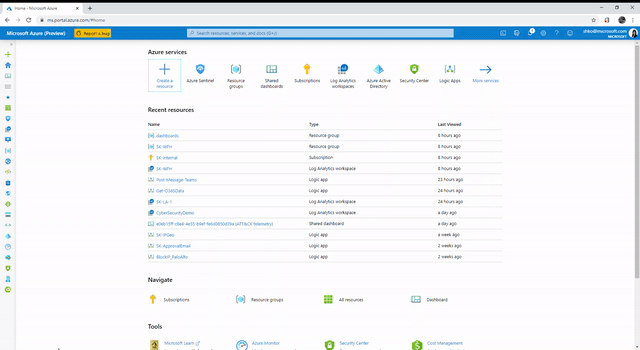 Home - Microsoft Azure
ms.portal.azure.com/#home
Microsoft Azure (Preview)
Report a bug
Search resources, services, and docs (G+/)
shko@microsoft.com
MICROSOFT
Azure services
Create a resource
Azure Sentinel
Resource groups
Shared dashboards
Subscriptions
Log Analytics workspaces
Azure Active Directory
Security Center
Logic Apps
More services
Recent resources
Name Type Last Viewed
dashboards Resource group 8 hours ago
SK-WFH Resource group 8 hours ago
SK-Internal Subscription 8 hours ago
SK-WFH Log Analytics workspace 8 hours ago
Post-Message-Teams Logic app 23 hours ago
Get-O365Data Logic app 24 hours ago
SK-LA-1 Log Analytics workspace 24 hours ago
CyberSecurityDemo Log Analytics workspace a day ago
Shared dashboard a day ago
SK-IPGeo Logic app a week ago
SK-ApprovalEmail Logic app 2 weeks ago
BlockIP_PaloAlto Logic app 2 weeks ago
Navigate
Subscriptions
Resource groups
All resources
Dashboard
Tools
Microsoft Learn
Azure Monitor
Security Center
Cost Management